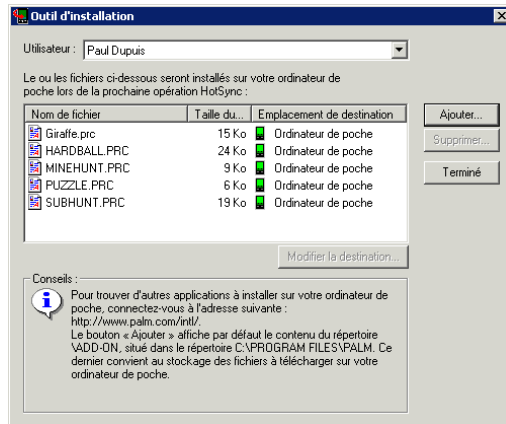 Outil d'installation
Utilisateur : Paul Dupuis
Le ou les fichiers ci-dessous seront installés sur votre ordinateur de
poche lors de la prochaine opération HotSync :
Nom de fichier Taille du... Emplacement de destination
Giraffe.prc 15 Ko Ordinateur de poche
HARDBALL.PRC 24 Ko Ordinateur de poche
MINEHUNT.PRC 9 Ko Ordinateur de poche
PUZZLE.PRC 6 Ko Ordinateur de poche
SUBHUNT.PRC 19 Ko Ordinateur de poche
Ajouter...
Supprimer...
Terminé
Modifier la destination...
Conseils :
Pour trouver d'autres applications à installer sur votre ordinateur de
poche, connectez-vous à l'adresse suivante :
http://www.palm.com/intl/.
Le bouton « Ajouter » affiche par défaut le contenu du répertoire
\ADD-ON, situé dans le répertoire C:\PROGRAM FILES\PALM. Ce
dernier convient au stockage des fichiers à télécharger sur votre
ordinateur de poche.